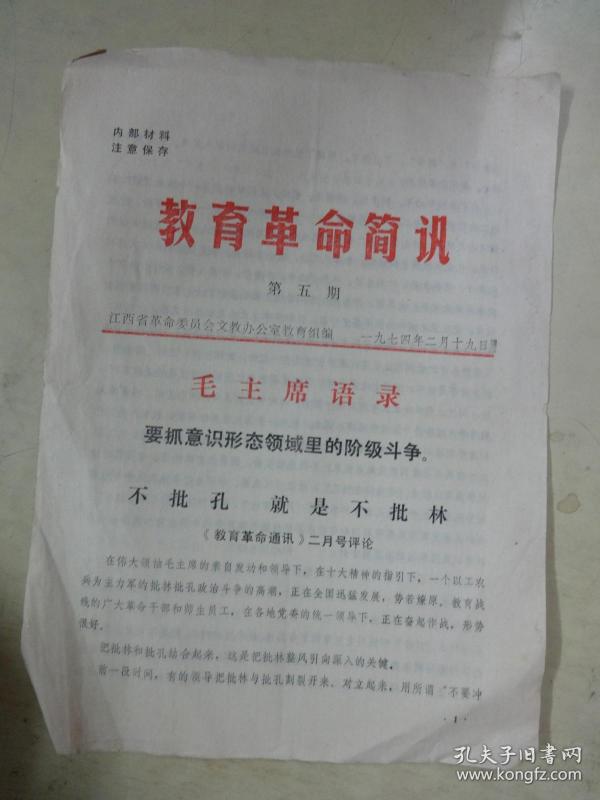 内部材料
注意保存
教育革命简讯
第五期
江西省革命委员会文教办公室教育组编 一九七四年二月十九日
毛主席语录
要抓意识形态领域里的阶级斗争。
不批孔 就是不批林
《教育革命通讯》二月号评论
在伟大领袖毛主席的亲自发动和领导下，在十大精神的指引下，一个以工农
兵为主力军的批林批孔政治斗争的高潮，正在全国迅猛发展，势若燎原。教育战
线的广大革命干部和师生员工，在各地党委的统一领导下，正在奋起作战，形势
很好。
把批林和批孔结合起来，这是把批林整风引向深入的关键。
前一段时间，有的领导把批林与批孔割裂开来、对立起来，用所谓“不要冲
·1·
孔夫子旧书网
www.kongfz.com